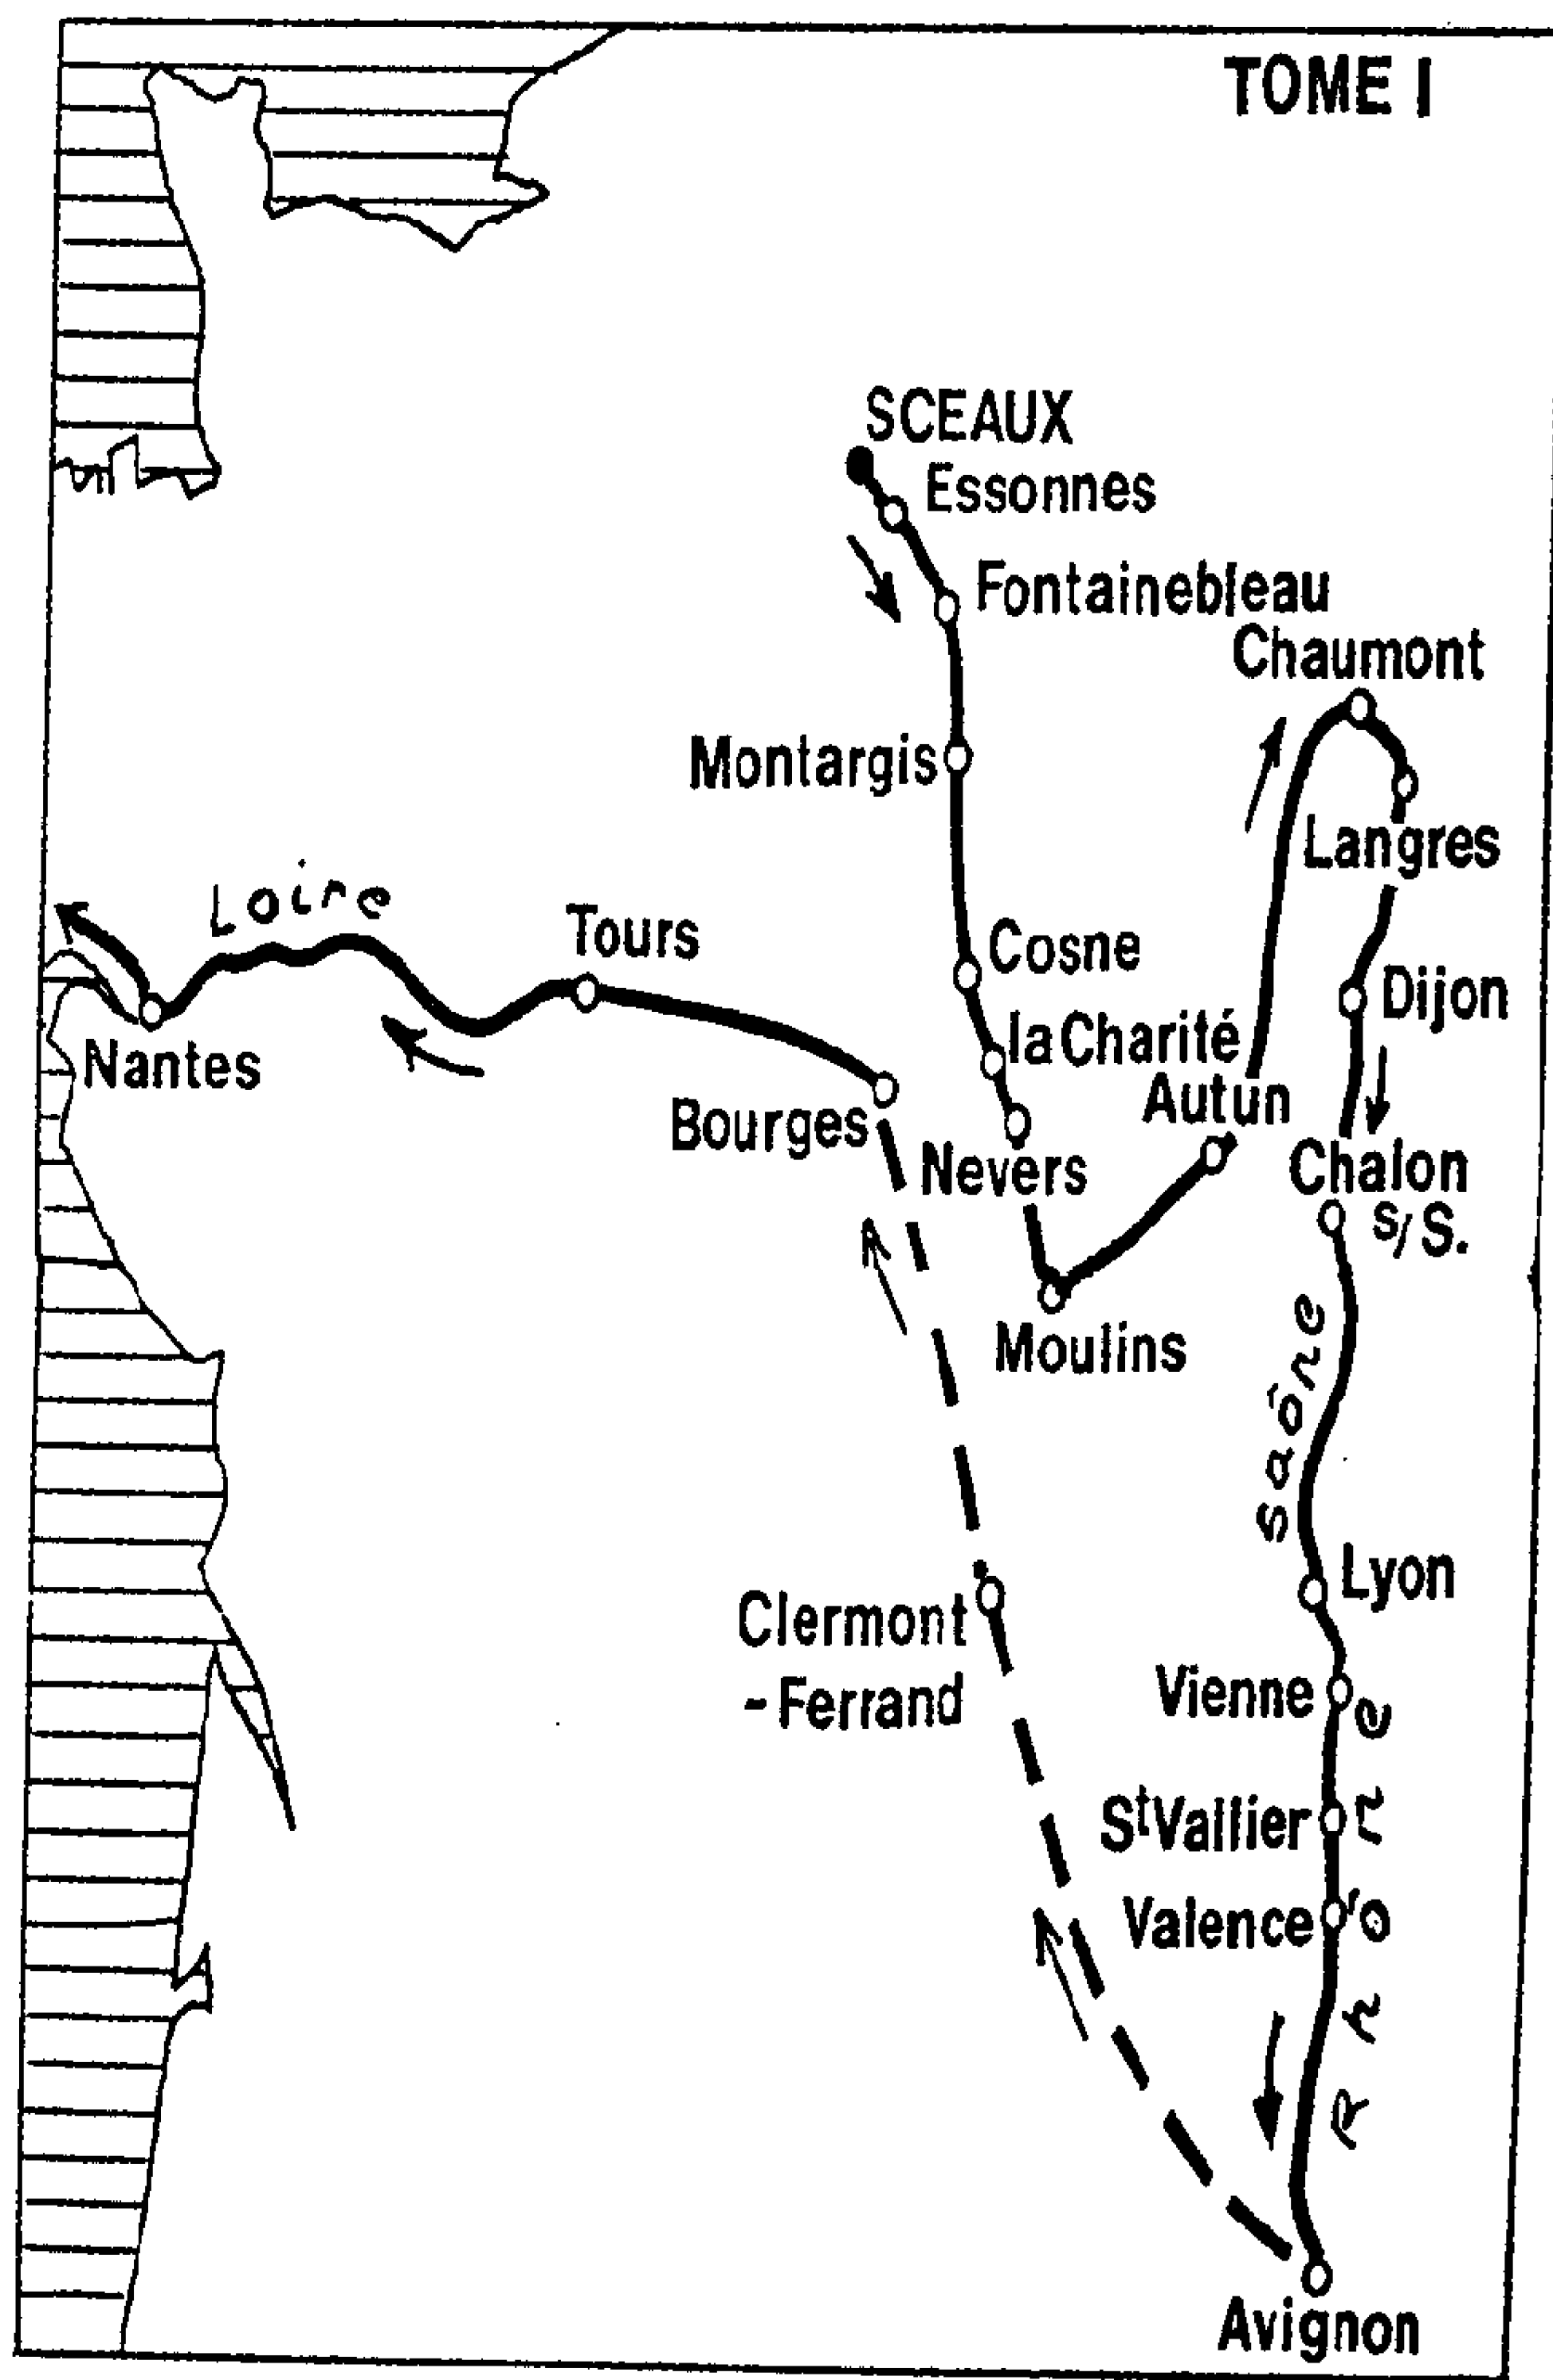 TOME I
SCEAUX
Essonnes
Fontainebleau
Chaumont
Montargis
Langres
Loire
Tours
Cosne
Dijon
la Charité
Nantes
Autun
Bourges
Nevers
Chalon
s/S.
Moulins
Saône
Lyon
Clermont
-Ferrand
Vienne
St Vallier
Valence
Rhône
Avignon